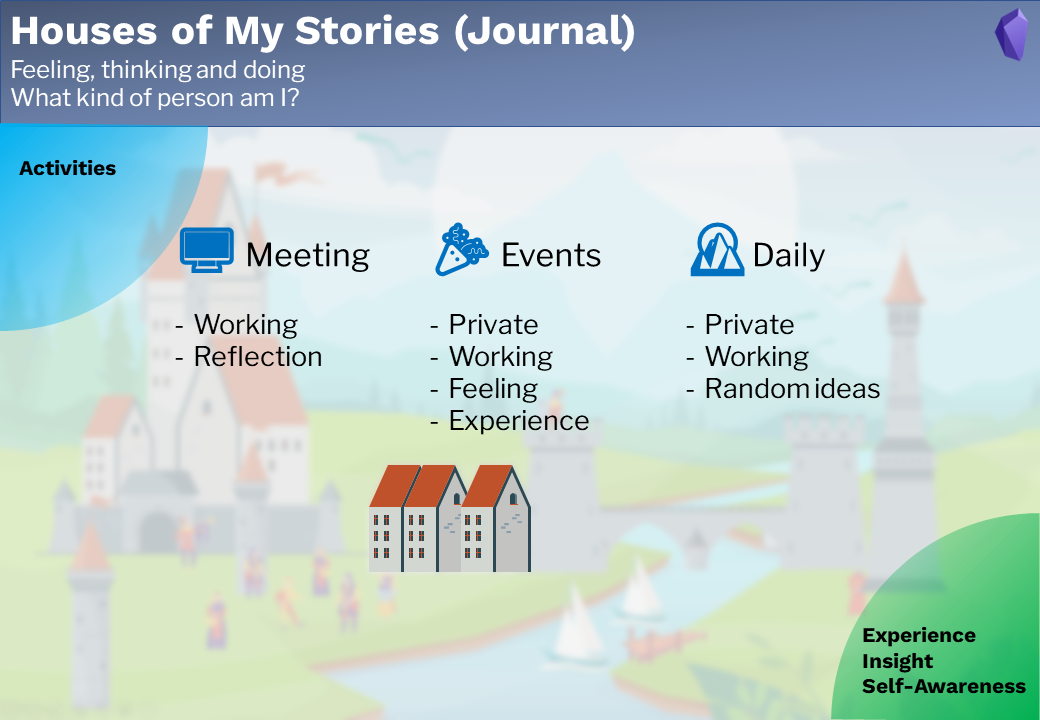 Houses of My Stories (Journal)
Feeling, thinking and doing
What kind of person am I?
Activities
Meeting
- Working
- Reflection
Events
- Private
- Working
- Feeling
- Experience
Daily
- Private
- Working
- Random ideas
Experience
Insight
Self-Awareness